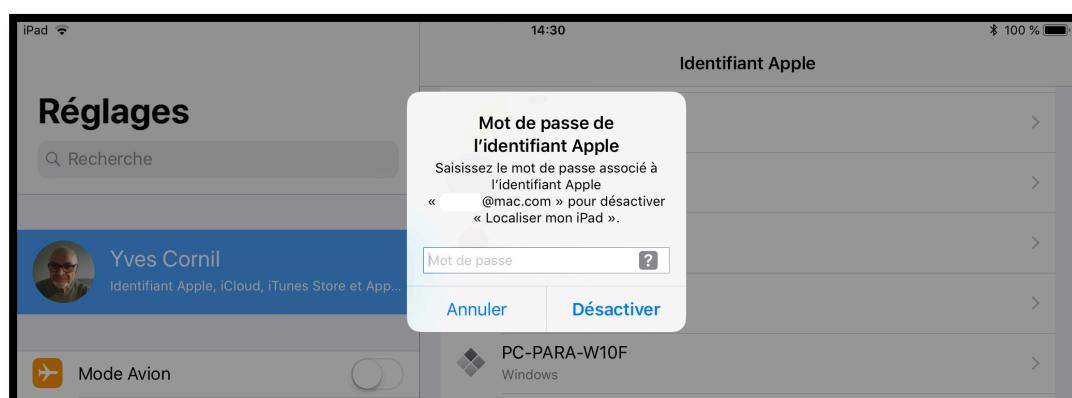 iPad 14:30 100 %
Identifiant Apple
Réglages
Recherche
Mot de passe de
l’identifiant Apple
Saisissez le mot de passe associé à
l’identifiant Apple
« @mac.com » pour désactiver
« Localiser mon iPad ».
Mot de passe ?
Annuler Désactiver
Yves Cornil
Identifiant Apple, iCloud, iTunes Store et App...
Mode Avion
PC-PARA-W10F
Windows